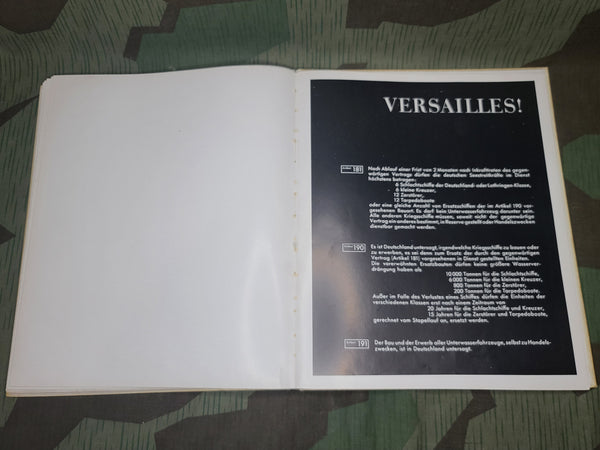 VERSAILLES!
Artikel 181 Nach Ablauf einer Frist von 2 Monaten nach Inkrafttreten des gegen-
wärtigen Vertrags dürfen die deutschen Seestreitkräfte im Dienst
höchstens betragen:
6 Schlachtschiffe der Deutschland- oder Lothringen-Klasse,
6 kleine Kreuzer,
12 Zerstörer,
12 Torpedoboote
oder eine gleiche Anzahl von Ersatzschiffen der im Artikel 190 vor-
gesehenen Bauart. Es darf kein Unterwasserfahrzeug darunter sein.
Alle anderen Kriegsschiffe müssen, soweit nicht der gegenwärtige
Vertrag ein anderes bestimmt, in Reserve gestellt oder Handelszwecken
dienstbar gemacht werden.
Artikel 190 Es ist Deutschland untersagt, irgendwelche Kriegsschiffe zu bauen oder
zu erwerben, es sei denn zum Ersatz der durch den gegenwärtigen
Vertrag (Artikel 181) vorgesehenen in Dienst gestellten Einheiten.
Die vorerwähnten Ersatzbauten dürfen keine größere Wasserver-
drängung haben als
10 000 Tonnen für die Schlachtschiffe,
6 000 Tonnen für die kleinen Kreuzer,
800 Tonnen für die Zerstörer,
200 Tonnen für die Torpedoboote.
Außer im Falle des Verlustes eines Schiffes dürfen die Einheiten der
verschiedenen Klassen erst nach einem Zeitraum von
20 Jahren für die Schlachtschiffe und Kreuzer,
15 Jahren für die Zerstörer und Torpedoboote,
gerechnet vom Stapellauf an, ersetzt werden.
Artikel 191 Der Bau und der Erwerb aller Unterwasserfahrzeuge, selbst zu Handels-
zwecken, ist in Deutschland untersagt.